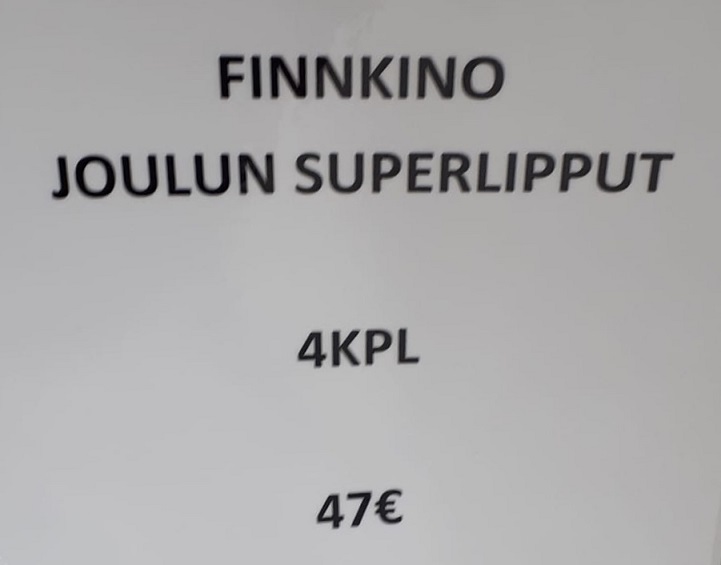 FINNKINO
JOULUN SUPERLIPPUT
4KPL
47€